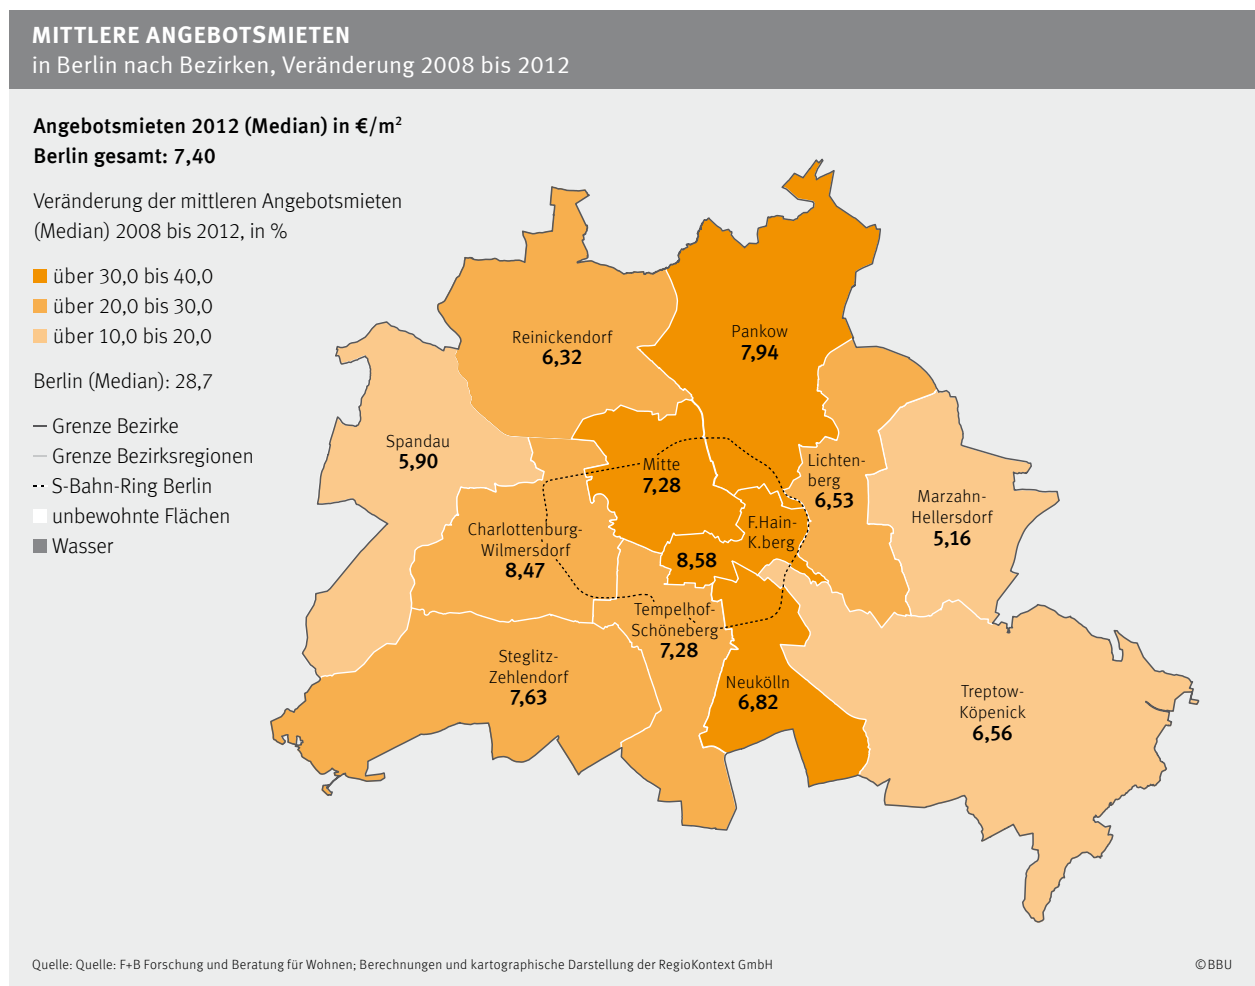 MITTLERE ANGEBOTSMIETEN
in Berlin nach Bezirken, Veränderung 2008 bis 2012
Angebotsmieten 2012 (Median) in €/m²
Berlin gesamt: 7,40
Veränderung der mittleren Angebotsmieten
(Median) 2008 bis 2012, in %
über 30,0 bis 40,0
über 20,0 bis 30,0
über 10,0 bis 20,0
Berlin (Median): 28,7
Grenze Bezirke
Grenze Bezirksregionen
S-Bahn-Ring Berlin
unbewohnte Flächen
Wasser
Reinickendorf
6,32
Pankow
7,94
Spandau
5,90
Mitte
7,28
Lichten-
berg
6,53
Marzahn-
Hellersdorf
5,16
Charlottenburg-
Wilmersdorf
8,47
F.Hain-
K.berg
8,58
Tempelhof-
Schöneberg
7,28
Steglitz-
Zehlendorf
7,63
Neukölln
6,82
Treptow-
Köpenick
6,56
Quelle: Quelle: F+B Forschung und Beratung für Wohnen; Berechnungen und kartographische Darstellung der RegioKontext GmbH
©BBU